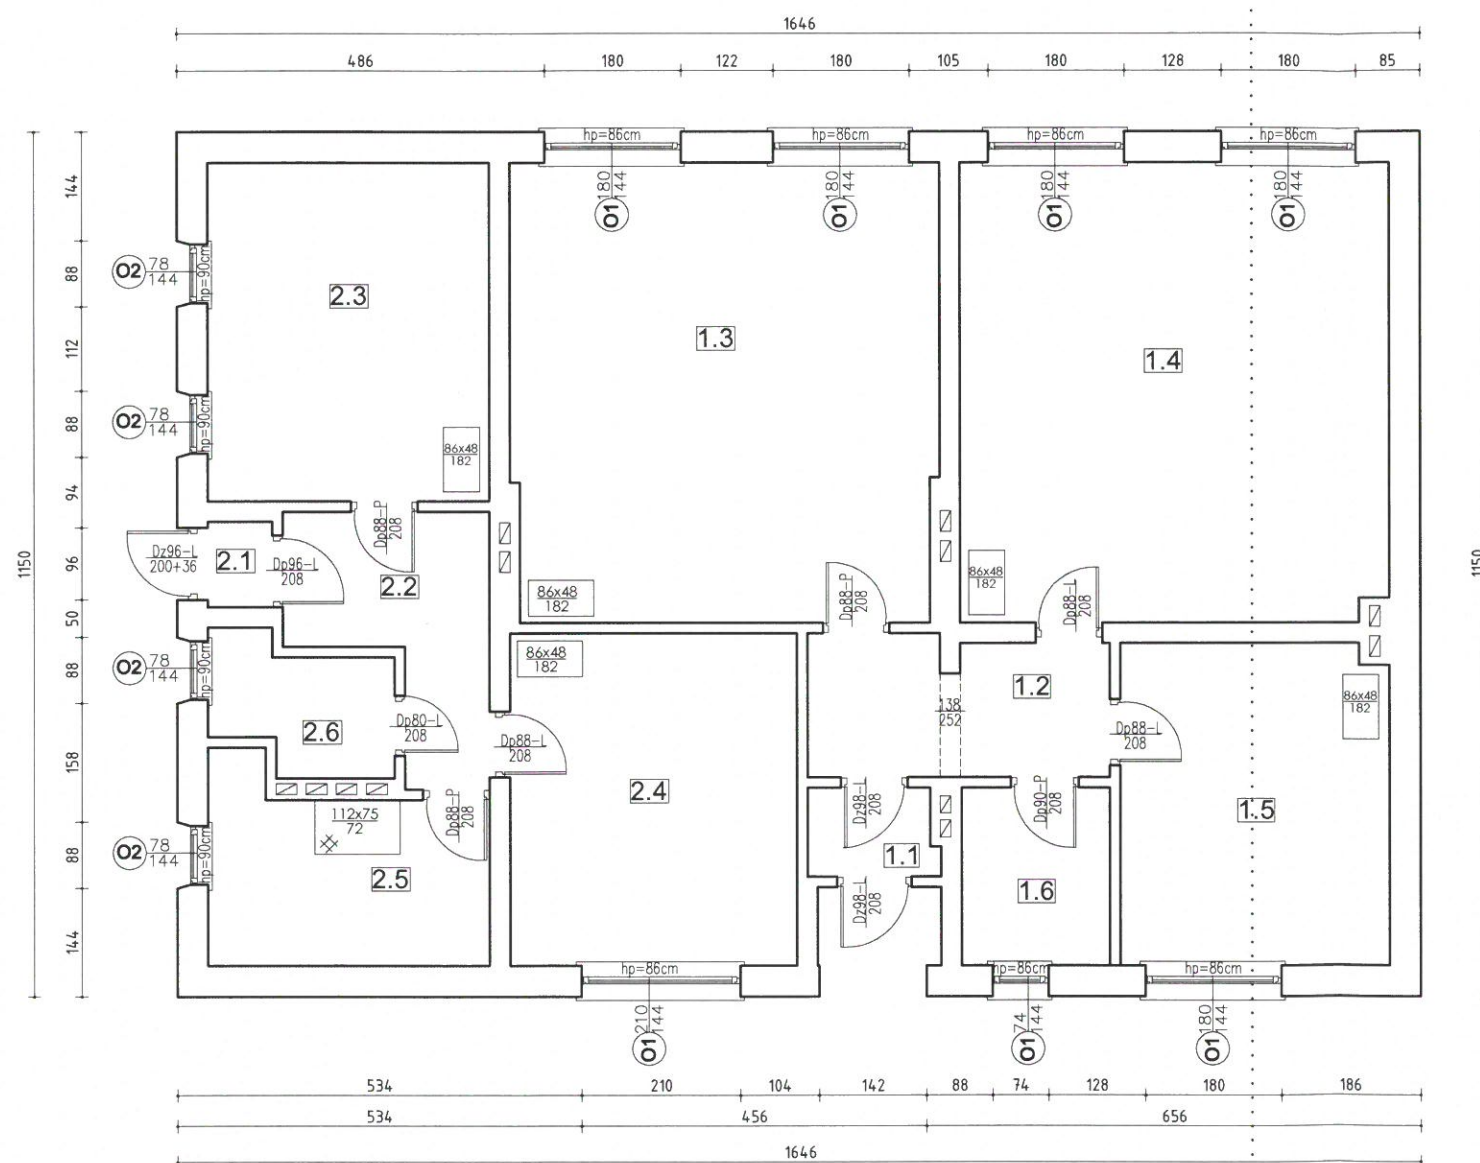 1646
486 180 122 180 105 180 128 180 85
hp=86cm hp=86cm hp=86cm hp=86cm
180 144 180 144 180 144 180 144
O1 O1 O1 O1
144
O2 78 144 hp=90cm
88
2.3
1.3
1.4
112
O2 78 144 hp=90cm
88
86x48 182
94
Dp88-P 208
Dz96-L 200+36
2.1
Dp96-L 208
2.2
96
1150
1150
86x48 182
86x48 182
Dp88-P 208
Dp88-L 208
50
86x48 182
O2 78 144 hp=90cm
88
1.2
86x48 182
138 252
2.6
Dp80-L 208
Dp88-L 208
Dp88-L 208
158
2.4
Dz98-L 208
Dp90-P 208
1.5
112x75 72
Dp88-P 208
O2 78 144 hp=90cm
88
1.1
2.5
1.6
Dz98-L 208
144
hp=86cm hp=86cm hp=86cm
210 144 74 144 180 144
O1 O1 O1
534 210 104 142 88 74 128 180 186
534 456 656
1646